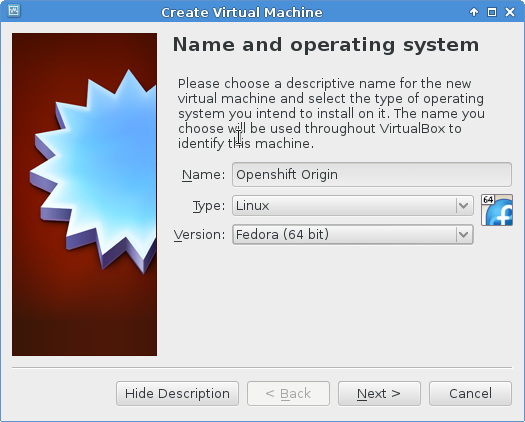 Create Virtual Machine
Name and operating system
Please choose a descriptive name for the new
virtual machine and select the type of operating
system you intend to install on it. The name you
choose will be used throughout VirtualBox to
identify this machine.
Name: Openshift Origin
Type: Linux
64
Version: Fedora (64 bit)
Hide Description
< Back
Next >
Cancel